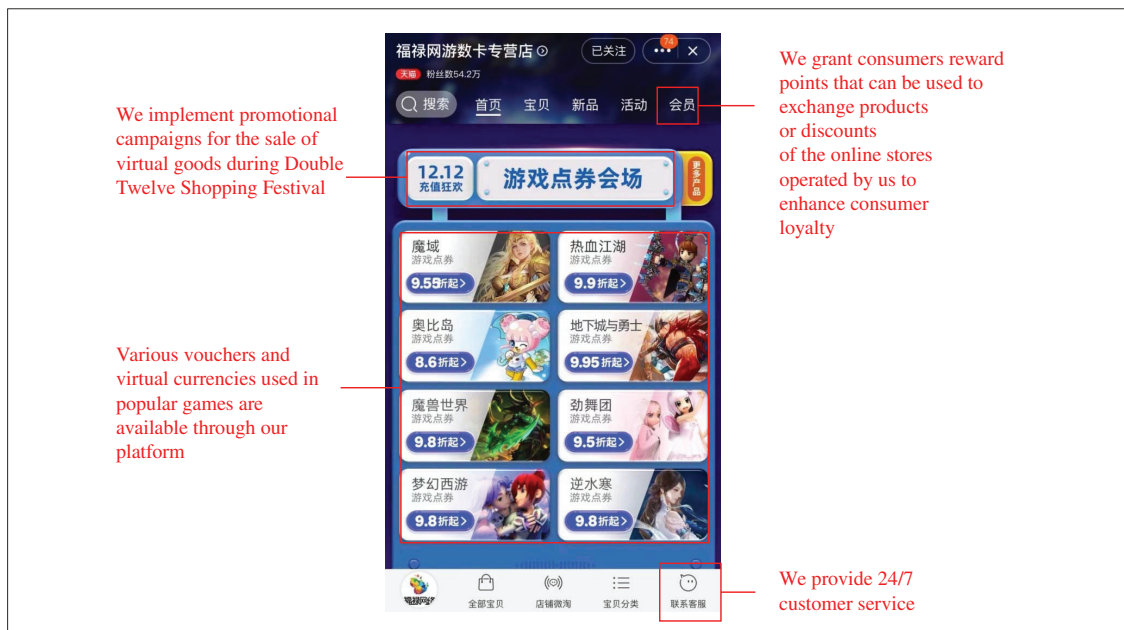 福禄网游数卡专营店
已关注
74
天猫 粉丝数54.2万
搜索 首页 宝贝 新品 活动 会员
12.12
充值狂欢
游戏点券会场
更多产品
魔域
游戏点券
9.55折起>
热血江湖
游戏点券
9.9折起>
奥比岛
游戏点券
8.6折起>
地下城与勇士
游戏点券
9.95折起>
魔兽世界
游戏点券
9.8折起>
劲舞团
游戏点券
9.5折起>
梦幻西游
游戏点券
9.8折起>
逆水寒
游戏点券
9.8折起>
福禄网络
全部宝贝
店铺微淘
宝贝分类
联系客服
We implement promotional
campaigns for the sale of
virtual goods during Double
Twelve Shopping Festival
Various vouchers and
virtual currencies used in
popular games are
available through our
platform
We grant consumers reward
points that can be used to
exchange products
or discounts
of the online stores
operated by us to
enhance consumer
loyalty
We provide 24/7
customer service